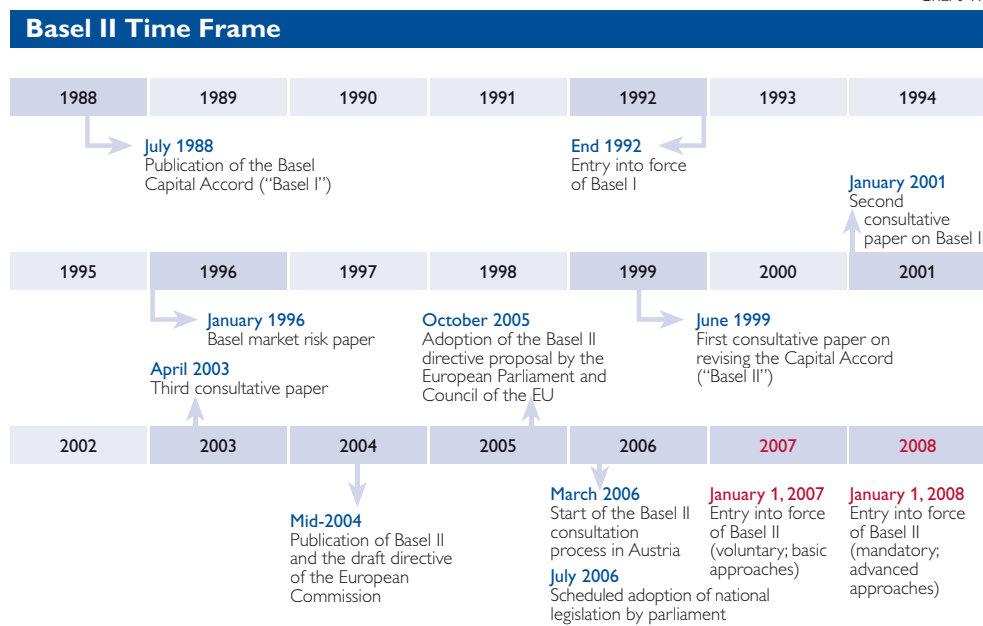 Basel II Time Frame
1988 1989 1990 1991 1992 1993 1994
July 1988
Publication of the Basel
Capital Accord (“Basel I”)
End 1992
Entry into force
of Basel I
January 2001
Second
consultative
paper on Basel II
1995 1996 1997 1998 1999 2000 2001
January 1996
Basel market risk paper
October 2005
Adoption of the Basel II
directive proposal by the
European Parliament and
Council of the EU
June 1999
First consultative paper on
revising the Capital Accord
(“Basel II”)
April 2003
Third consultative paper
2002 2003 2004 2005 2006 2007 2008
Mid-2004
Publication of Basel II
and the draft directive
of the European
Commission
March 2006
Start of the Basel II
consultation
process in Austria
July 2006
Scheduled adoption of national
legislation by parliament
January 1, 2007
Entry into force
of Basel II
(voluntary; basic
approaches)
January 1, 2008
Entry into force
of Basel II
(mandatory;
advanced
approaches)